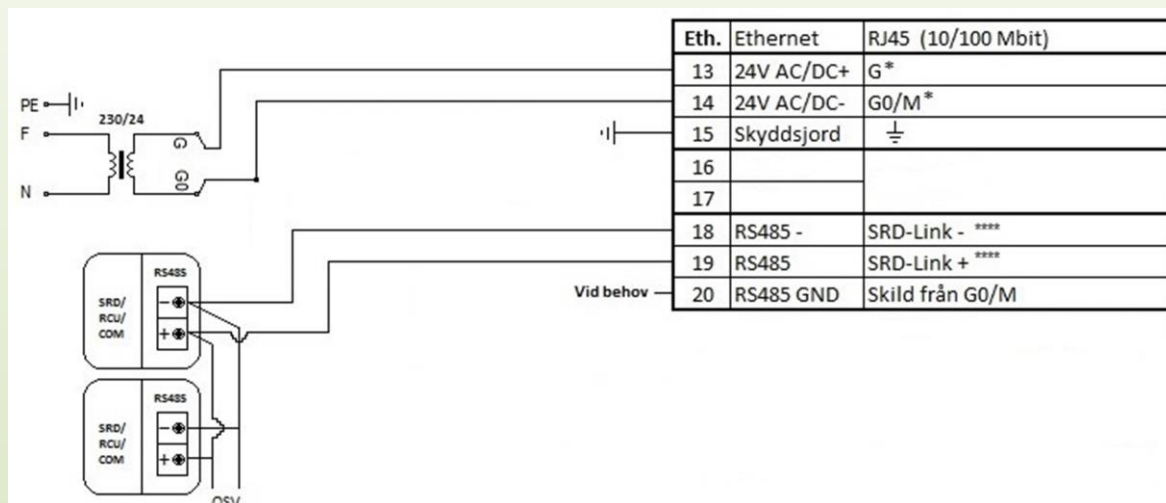 Eth. Ethernet RJ45 (10/100 Mbit)
13 24V AC/DC+ G*
14 24V AC/DC- G0/M*
15 Skyddsjord
16
17
18 RS485 - SRD-Link - ****
19 RS485 SRD-Link + ****
Vid behov 20 RS485 GND Skild från G0/M
PE
230/24
F
G
G0
N
RS485
SRD/
RCU/
COM
-
+
RS485
SRD/
RCU/
COM
-
+
OSV